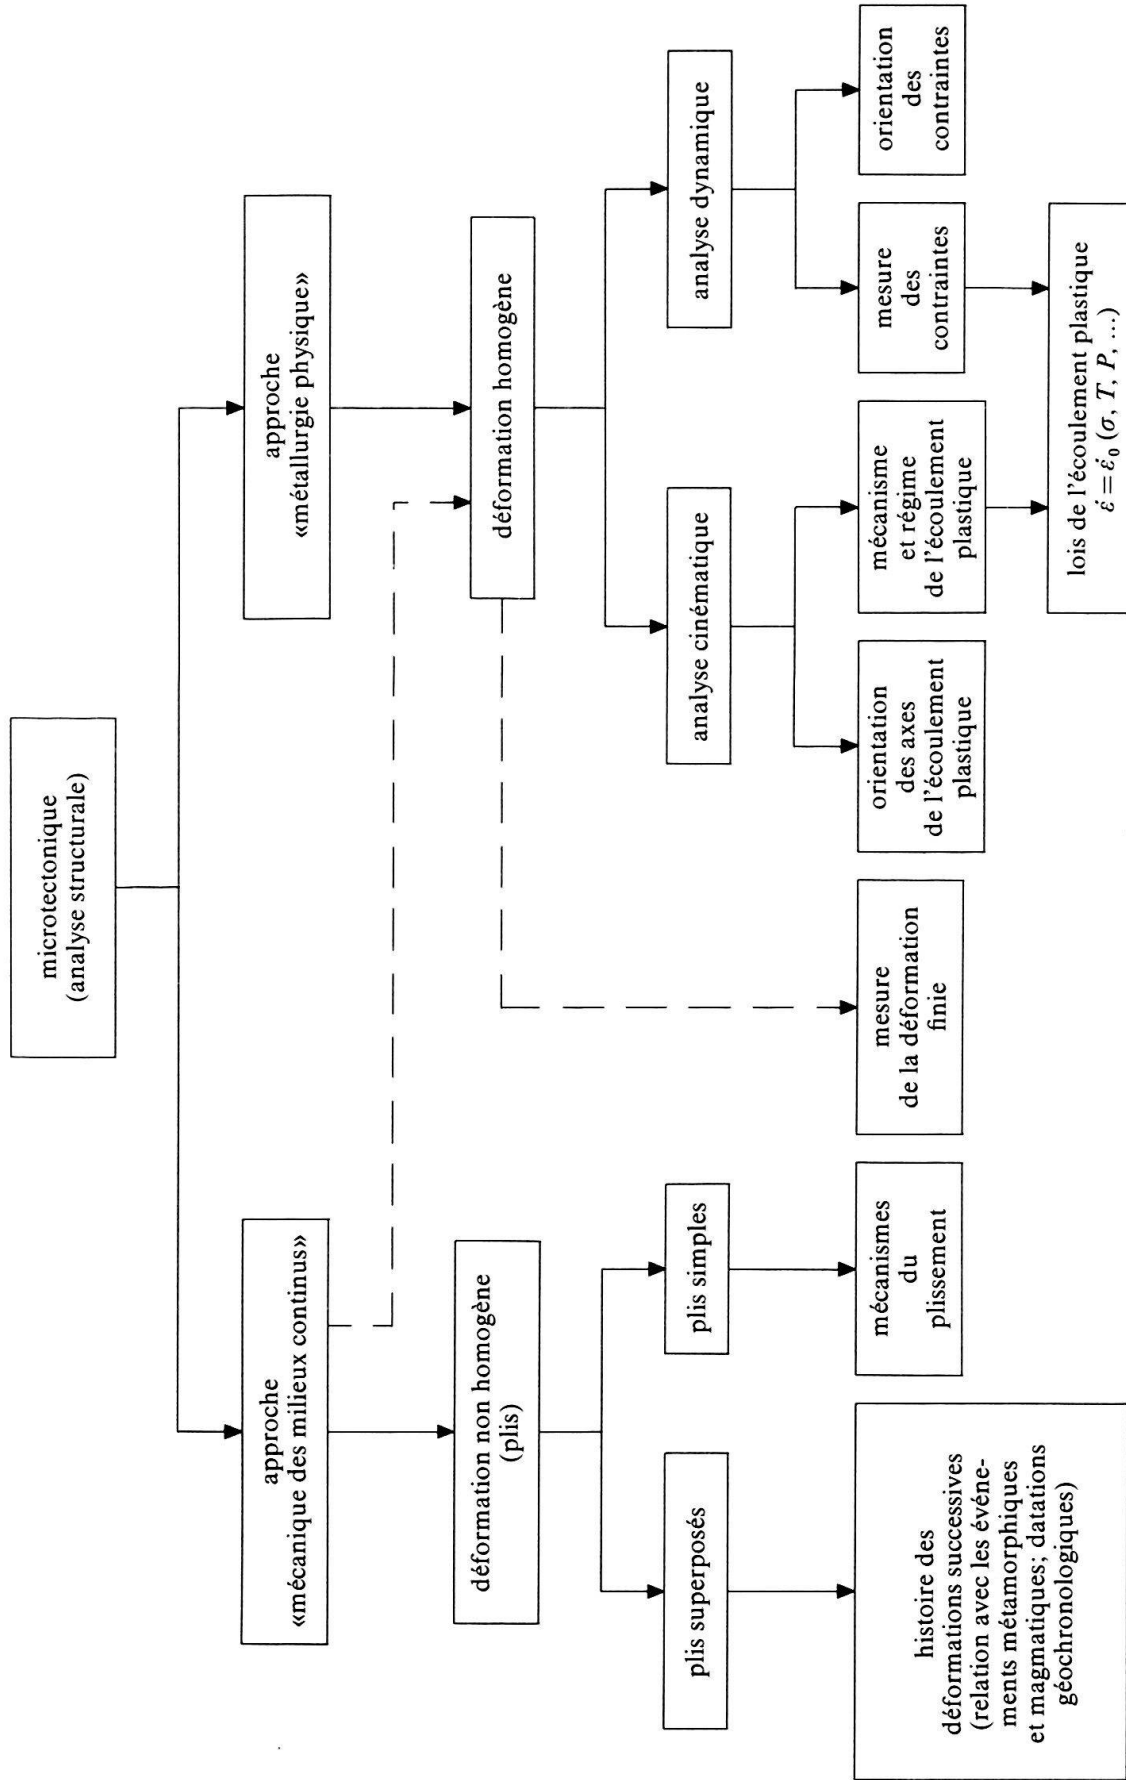 microtectonique
(analyse structurale)
approche
«mécanique des milieux continus»
approche
«métallurgie physique»
déformation non homogène
(plis)
déformation homogène
plis superposés
plis simples
analyse cinématique
analyse dynamique
histoire des
déformations successives
(relation avec les événe-
ments métamorphiques
et magmatiques; datations
géochronologiques)
mécanismes
du
plissement
mesure
de la déformation
finie
orientation
des axes
de l'écoulement
plastique
mécanisme
et régime
de l'écoulement
plastique
mesure
des
contraintes
orientation
des
contraintes
lois de l'écoulement plastique
ε̇ = ε̇₀ (σ, T, P, ...)